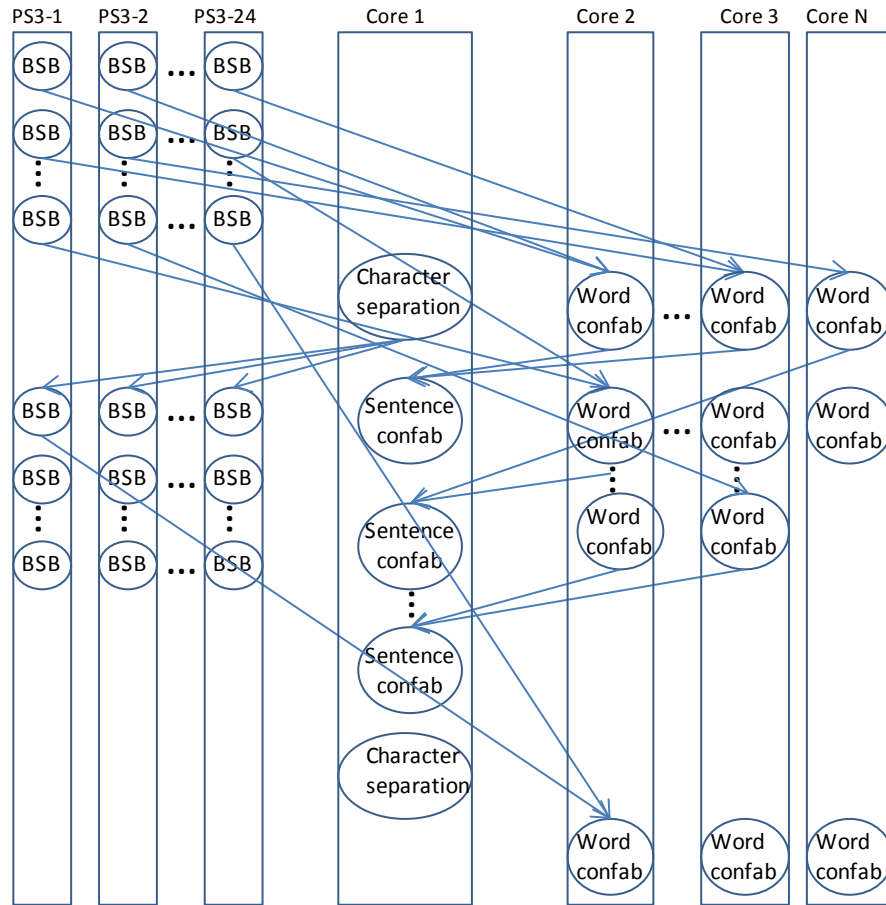 PS3-1 PS3-2 PS3-24 Core 1 Core 2 Core 3 Core N
BSB BSB ... BSB
BSB BSB ... BSB
BSB BSB ... BSB
Character
separation
Word
confab
...
Word
confab
Word
confab
BSB BSB ... BSB
Sentence
confab
Word
confab
...
Word
confab
Word
confab
BSB BSB ... BSB
Sentence
confab
Word
confab
Word
confab
BSB BSB ... BSB
Sentence
confab
Character
separation
Word
confab
Word
confab
Word
confab